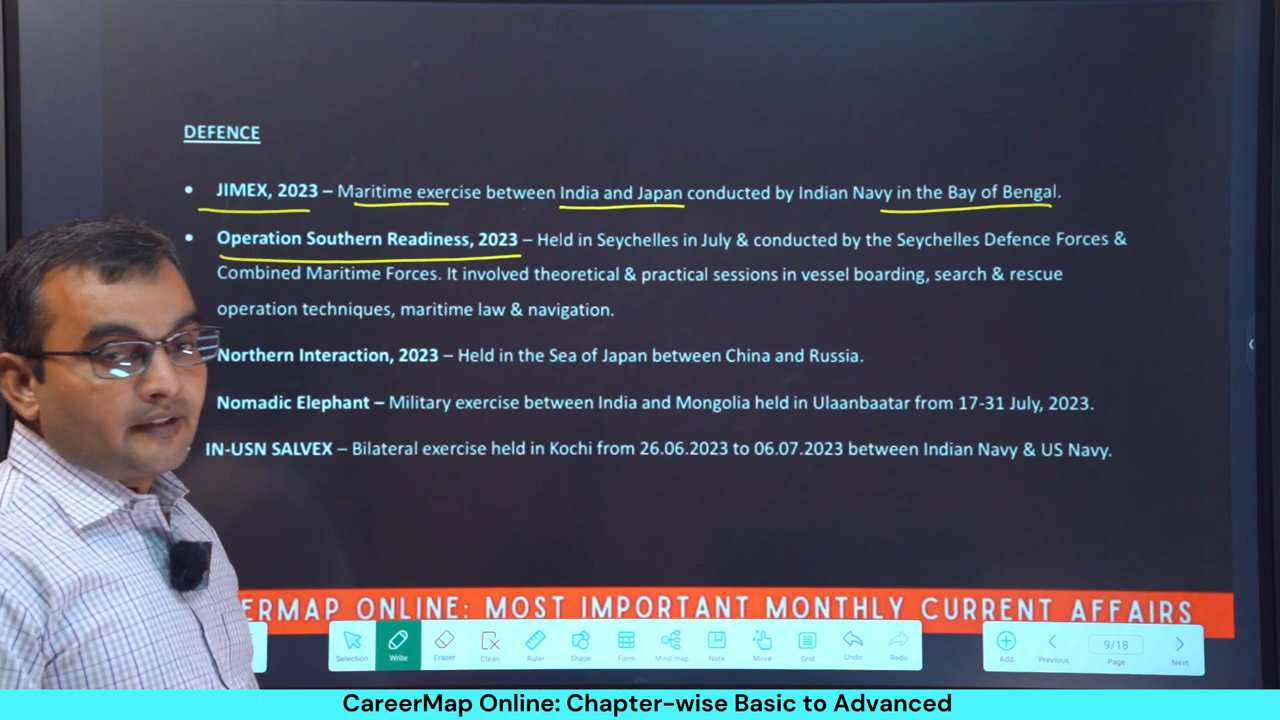 DEFENCE
• JIMEX, 2023 – Maritime exercise between India and Japan conducted by Indian Navy in the Bay of Bengal.
• Operation Southern Readiness, 2023 – Held in Seychelles in July & conducted by the Seychelles Defence Forces &
Combined Maritime Forces. It involved theoretical & practical sessions in vessel boarding, search & rescue
operation techniques, maritime law & navigation.
Northern Interaction, 2023 – Held in the Sea of Japan between China and Russia.
Nomadic Elephant – Military exercise between India and Mongolia held in Ulaanbaatar from 17-31 July, 2023.
IN-USN SALVEX – Bilateral exercise held in Kochi from 26.06.2023 to 06.07.2023 between Indian Navy & US Navy.
ERMAP ONLINE: MOST IMPORTANT MONTHLY CURRENT AFFAIRS
Selection Write Eraser Clean Ruler Shape Form Mind map Note Move Grid Undo Redo Add Previous 9/18 Page Next
CareerMap Online: Chapter-wise Basic to Advanced